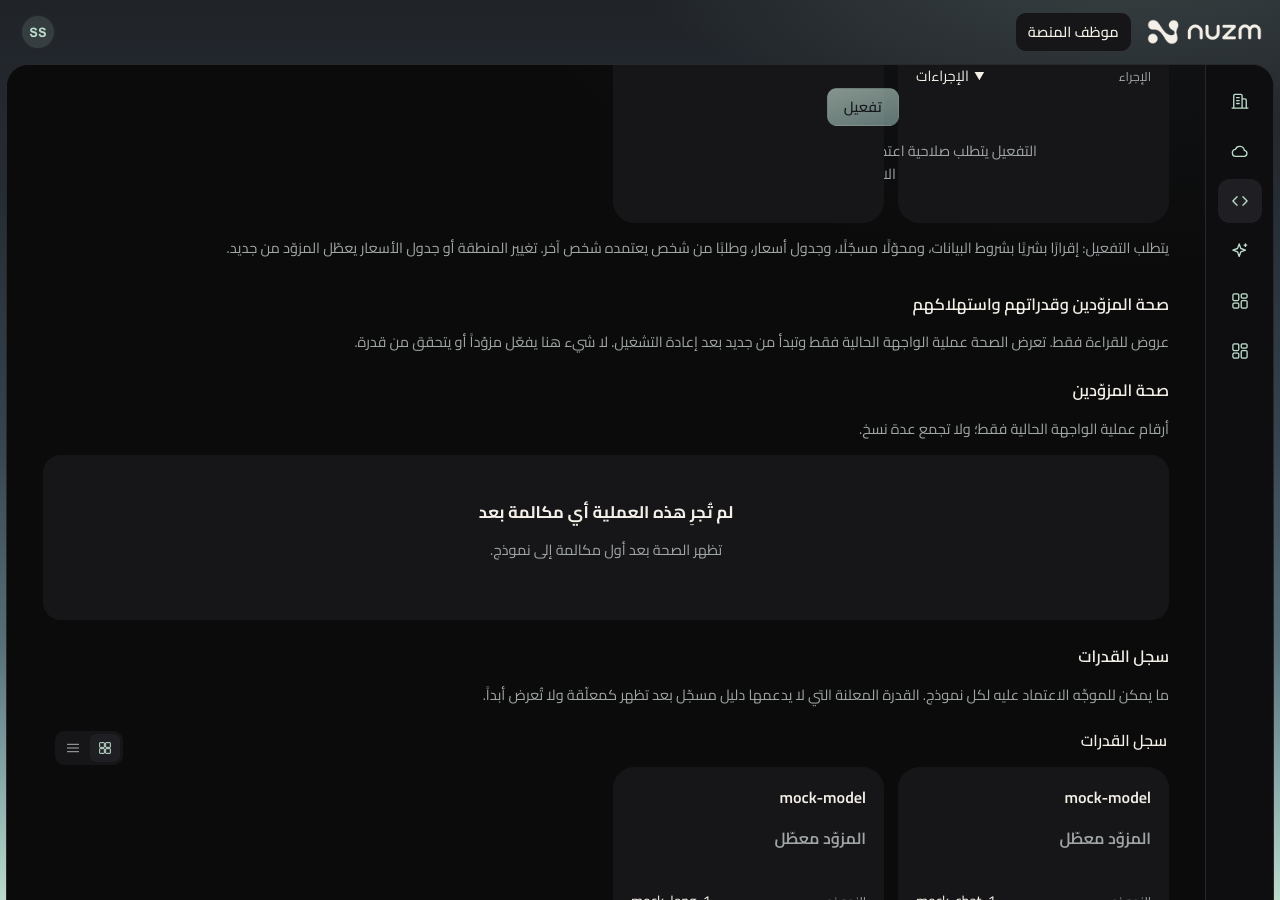 nuzm
موظف المنصة
SS
الإجراء
▼ الإجراءات
تفعيل
التفعيل يتطلب صلاحية
يتطلب التفعيل: إقرارًا بشريًا بشروط البيانات، ومحوّلًا مسجّلًا، وجدول أسعار، وطلبًا من شخص يعتمده شخص آخر. تغيير المنطقة أو جدول الأسعار يعطّل المزوّد من جديد.
صحة المزوّدين وقدراتهم واستهلاكهم
عروض للقراءة فقط. تعرض الصحة عملية الواجهة الحالية فقط وتبدأ من جديد بعد إعادة التشغيل. لا شيء هنا يفعّل مزوّداً أو يتحقق من قدرة.
صحة المزوّدين
أرقام عملية الواجهة الحالية فقط؛ ولا تجمع عدة نسخ.
لم تُجرِ هذه العملية أي مكالمة بعد
تظهر الصحة بعد أول مكالمة إلى نموذج.
سجل القدرات
ما يمكن للموجّه الاعتماد عليه لكل نموذج. القدرة المعلنة التي لا يدعمها دليل مسجّل بعد تظهر كمعلّقة ولا تُعرض أبداً.
سجل القدرات
mock-model
المزوّد معطّل
mock-model
المزوّد معطّل